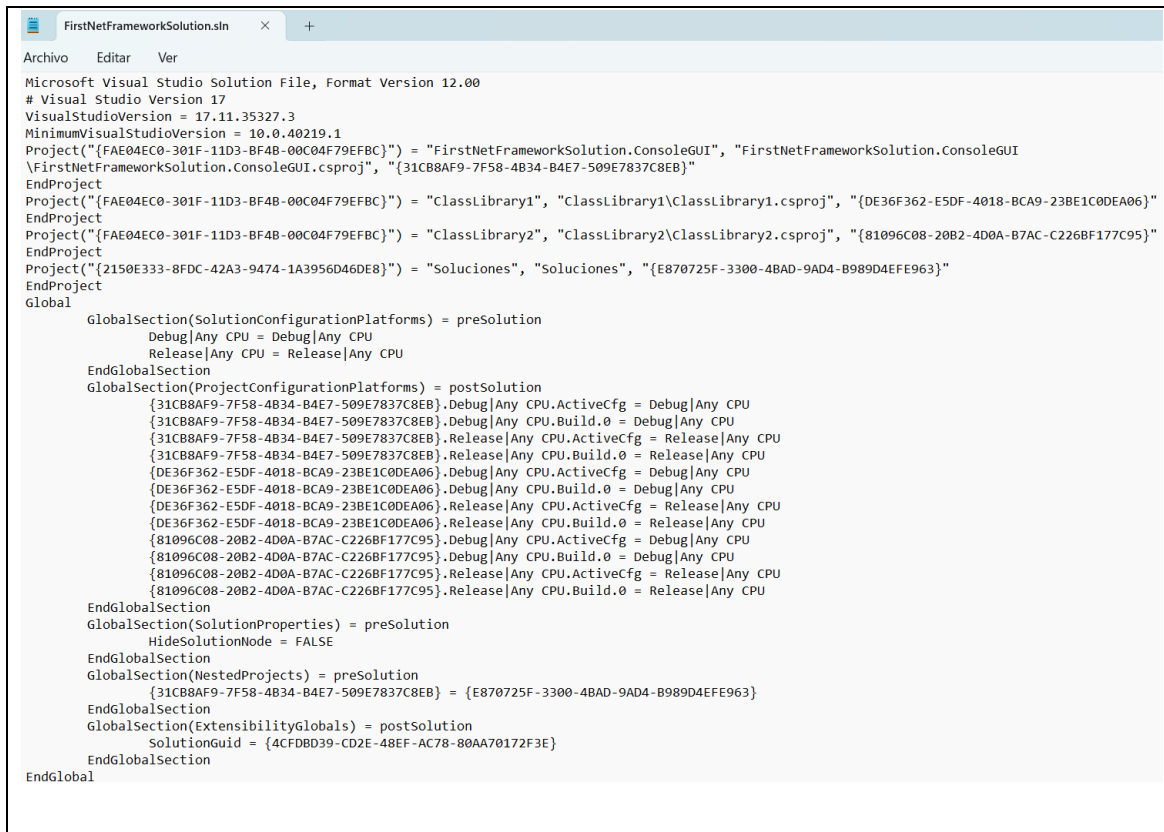 FirstNetFrameworkSolution.sln × +
Archivo Editar Ver
Microsoft Visual Studio Solution File, Format Version 12.00
# Visual Studio Version 17
VisualStudioVersion = 17.11.35327.3
MinimumVisualStudioVersion = 10.0.40219.1
Project("{FAE04EC0-301F-11D3-BF4B-00C04F79EFBC}") = "FirstNetFrameworkSolution.ConsoleGUI", "FirstNetFrameworkSolution.ConsoleGUI
\FirstNetFrameworkSolution.ConsoleGUI.csproj", "{31CB8AF9-7F58-4B34-B4E7-509E7837C8EB}"
EndProject
Project("{FAE04EC0-301F-11D3-BF4B-00C04F79EFBC}") = "ClassLibrary1", "ClassLibrary1\ClassLibrary1.csproj", "{DE36F362-E5DF-4018-BCA9-23BE1C0DEA06}"
EndProject
Project("{FAE04EC0-301F-11D3-BF4B-00C04F79EFBC}") = "ClassLibrary2", "ClassLibrary2\ClassLibrary2.csproj", "{81096C08-20B2-4D0A-B7AC-C226BF177C95}"
EndProject
Project("{2150E333-8FDC-42A3-9474-1A3956D46DE8}") = "Soluciones", "Soluciones", "{E870725F-3300-4BAD-9AD4-B989D4EFE963}"
EndProject
Global
GlobalSection(SolutionConfigurationPlatforms) = preSolution
Debug|Any CPU = Debug|Any CPU
Release|Any CPU = Release|Any CPU
EndGlobalSection
GlobalSection(ProjectConfigurationPlatforms) = postSolution
{31CB8AF9-7F58-4B34-B4E7-509E7837C8EB}.Debug|Any CPU.ActiveCfg = Debug|Any CPU
{31CB8AF9-7F58-4B34-B4E7-509E7837C8EB}.Debug|Any CPU.Build.0 = Debug|Any CPU
{31CB8AF9-7F58-4B34-B4E7-509E7837C8EB}.Release|Any CPU.ActiveCfg = Release|Any CPU
{31CB8AF9-7F58-4B34-B4E7-509E7837C8EB}.Release|Any CPU.Build.0 = Release|Any CPU
{DE36F362-E5DF-4018-BCA9-23BE1C0DEA06}.Debug|Any CPU.ActiveCfg = Debug|Any CPU
{DE36F362-E5DF-4018-BCA9-23BE1C0DEA06}.Debug|Any CPU.Build.0 = Debug|Any CPU
{DE36F362-E5DF-4018-BCA9-23BE1C0DEA06}.Release|Any CPU.ActiveCfg = Release|Any CPU
{DE36F362-E5DF-4018-BCA9-23BE1C0DEA06}.Release|Any CPU.Build.0 = Release|Any CPU
{81096C08-20B2-4D0A-B7AC-C226BF177C95}.Debug|Any CPU.ActiveCfg = Debug|Any CPU
{81096C08-20B2-4D0A-B7AC-C226BF177C95}.Debug|Any CPU.Build.0 = Debug|Any CPU
{81096C08-20B2-4D0A-B7AC-C226BF177C95}.Release|Any CPU.ActiveCfg = Release|Any CPU
{81096C08-20B2-4D0A-B7AC-C226BF177C95}.Release|Any CPU.Build.0 = Release|Any CPU
EndGlobalSection
GlobalSection(SolutionProperties) = preSolution
HideSolutionNode = FALSE
EndGlobalSection
GlobalSection(NestedProjects) = preSolution
{31CB8AF9-7F58-4B34-B4E7-509E7837C8EB} = {E870725F-3300-4BAD-9AD4-B989D4EFE963}
EndGlobalSection
GlobalSection(ExtensibilityGlobals) = postSolution
SolutionGuid = {4CFDBD39-CD2E-48EF-AC78-80AA70172F3E}
EndGlobalSection
EndGlobal